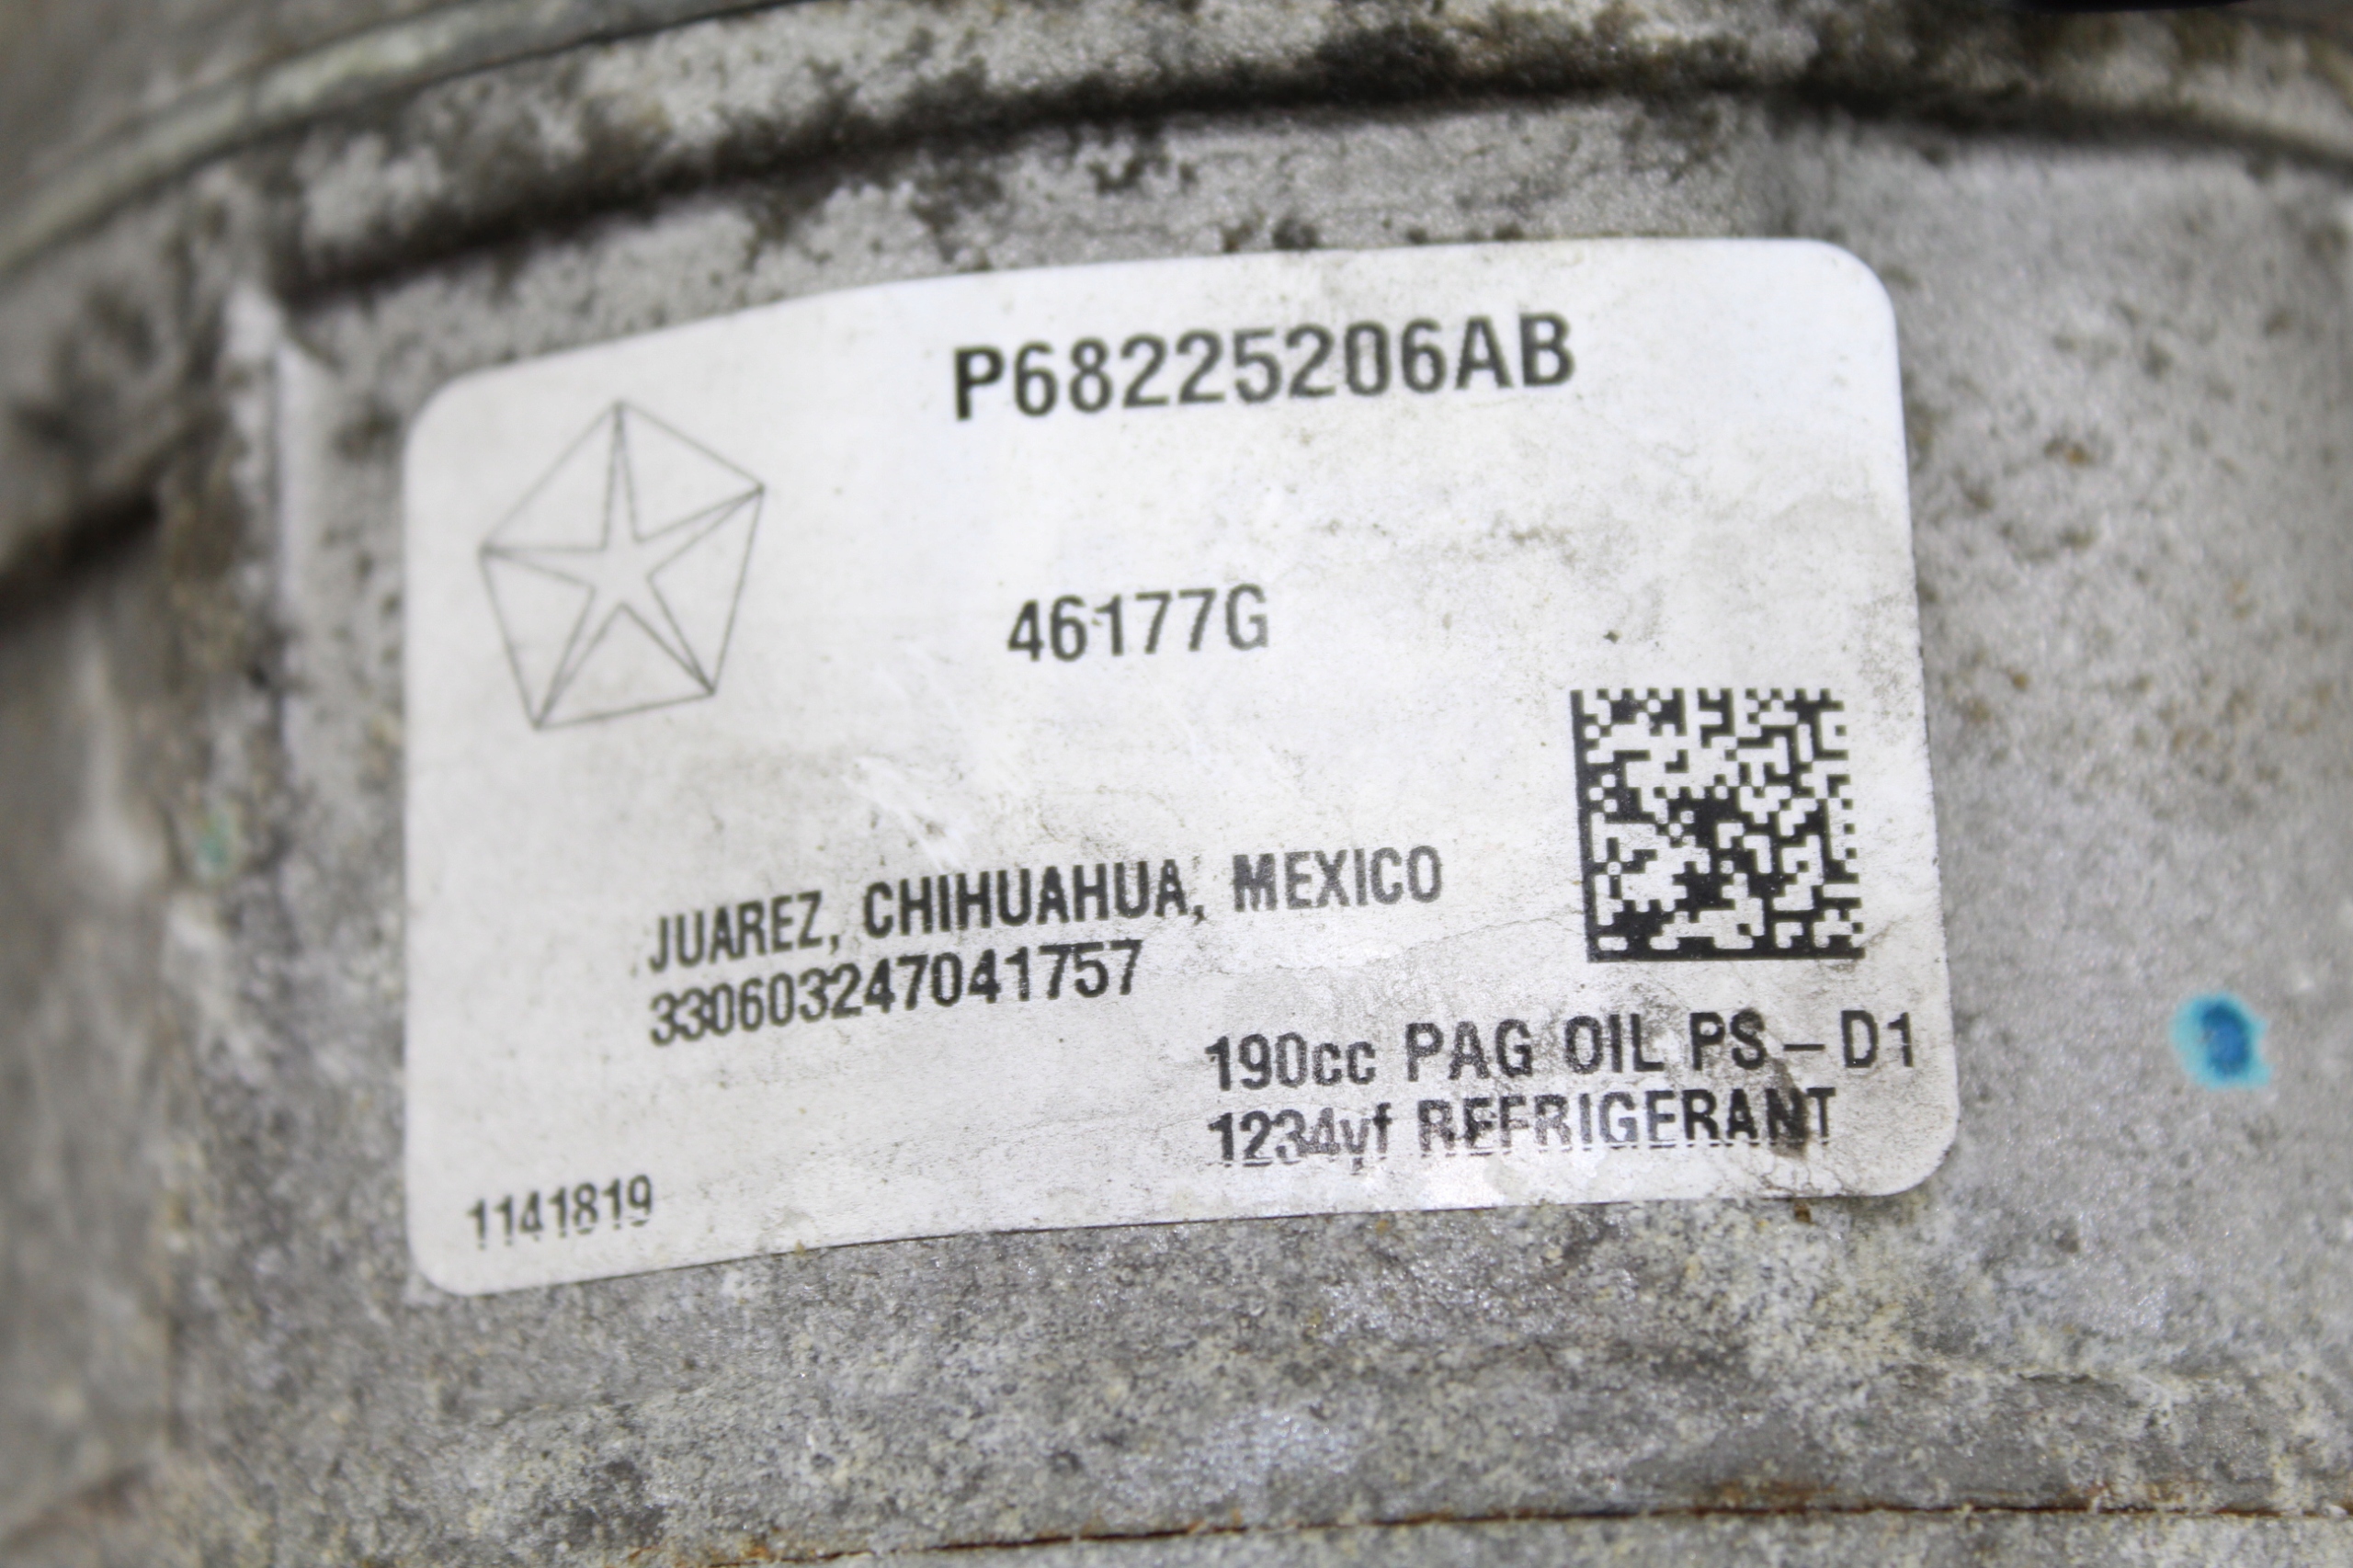 P68225206AB
46177G
JUAREZ, CHIHUAHUA, MEXICO
330603247041757
190cc PAG OIL PS-D1
1234yf REFRIGERANT
1141819